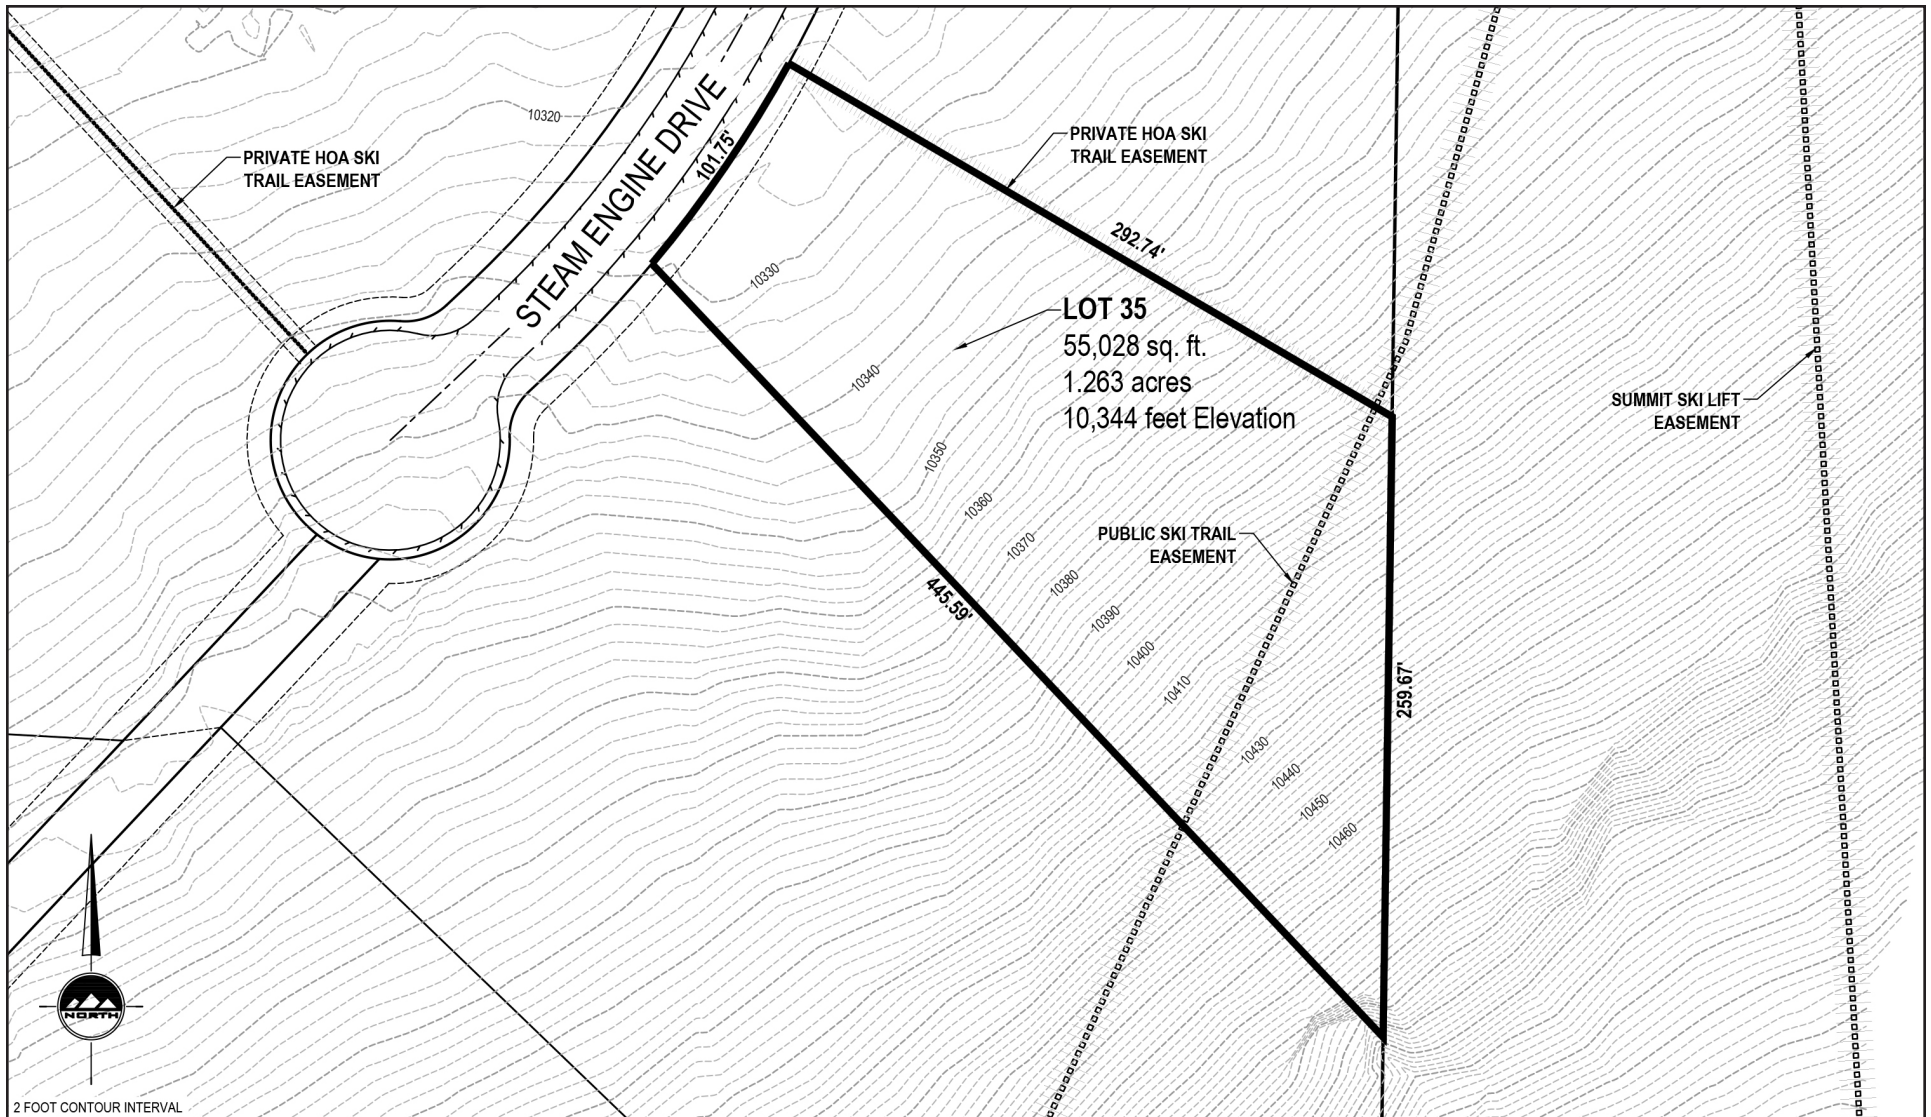 10320
STEAM ENGINE DRIVE
101.75'
PRIVATE HOA SKI
TRAIL EASEMENT
PRIVATE HOA SKI
TRAIL EASEMENT
292.74'
10330
LOT 35
55,028 sq. ft.
1.263 acres
10,344 feet Elevation
10340
SUMMIT SKI LIFT
EASEMENT
10350
10360
PUBLIC SKI TRAIL
EASEMENT
10370
10380
445.59'
10390
10400
10410
259.67'
10430
10440
10450
10460
NORTH
2 FOOT CONTOUR INTERVAL